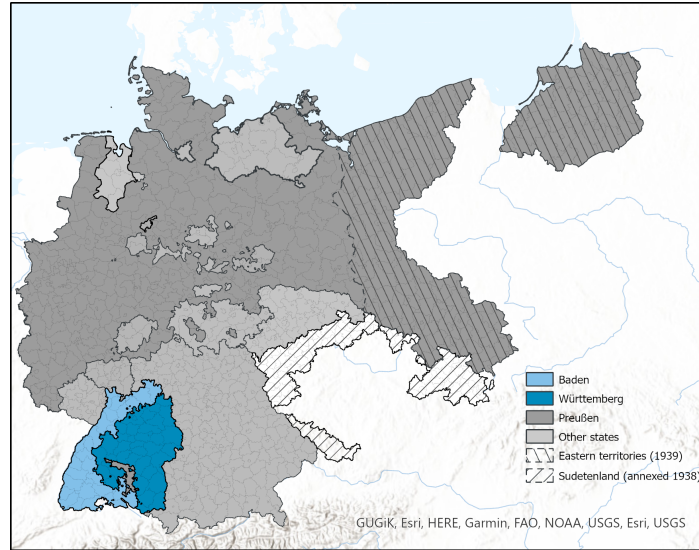 Baden
Württemberg
Preußen
Other states
Eastern territories (1939)
Sudetenland (annexed 1938)
GUGiK, Esri, HERE, Garmin, FAO, NOAA, USGS, Esri, USGS